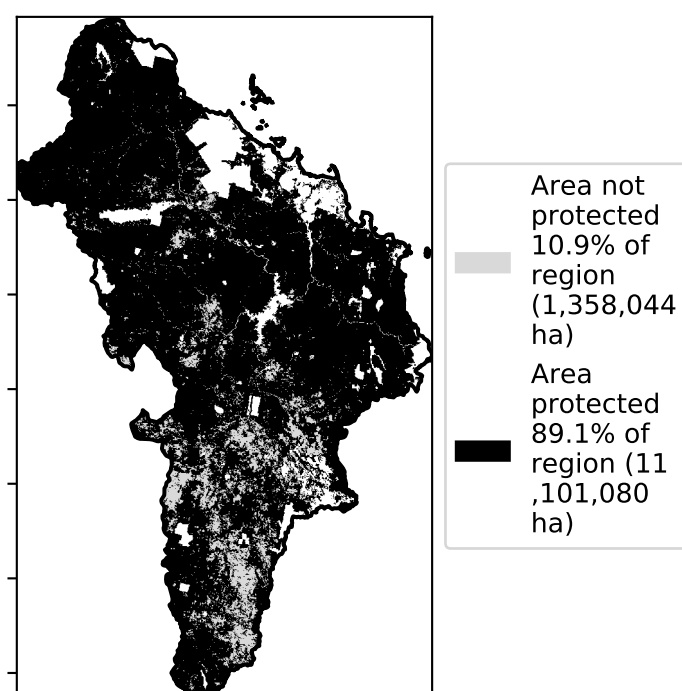 Area not
protected
10.9% of
region
(1,358,044
ha)
Area
protected
89.1% of
region (11
,101,080
ha)